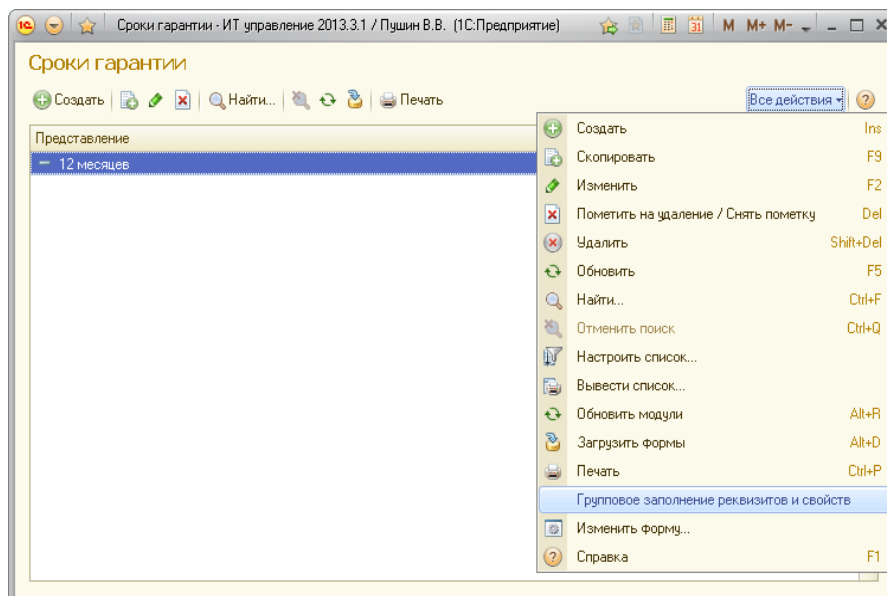 Сроки гарантии - ИТ управление 2013.3.1 / Пушин В.В. (1С:Предприятие) 31 M M+ M-
Сроки гарантии
Создать Найти... Печать Все действия ?
Представление
12 месяцев
Создать Ins
Скопировать F9
Изменить F2
Пометить на удаление / Снять пометку Del
Удалить Shift+Del
Обновить F5
Найти... Ctrl+F
Отменить поиск Ctrl+Q
Настроить список...
Вывести список...
Обновить модули Alt+R
Загрузить формы Alt+D
Печать Ctrl+P
Групповое заполнение реквизитов и свойств
Изменить форму...
? Справка F1